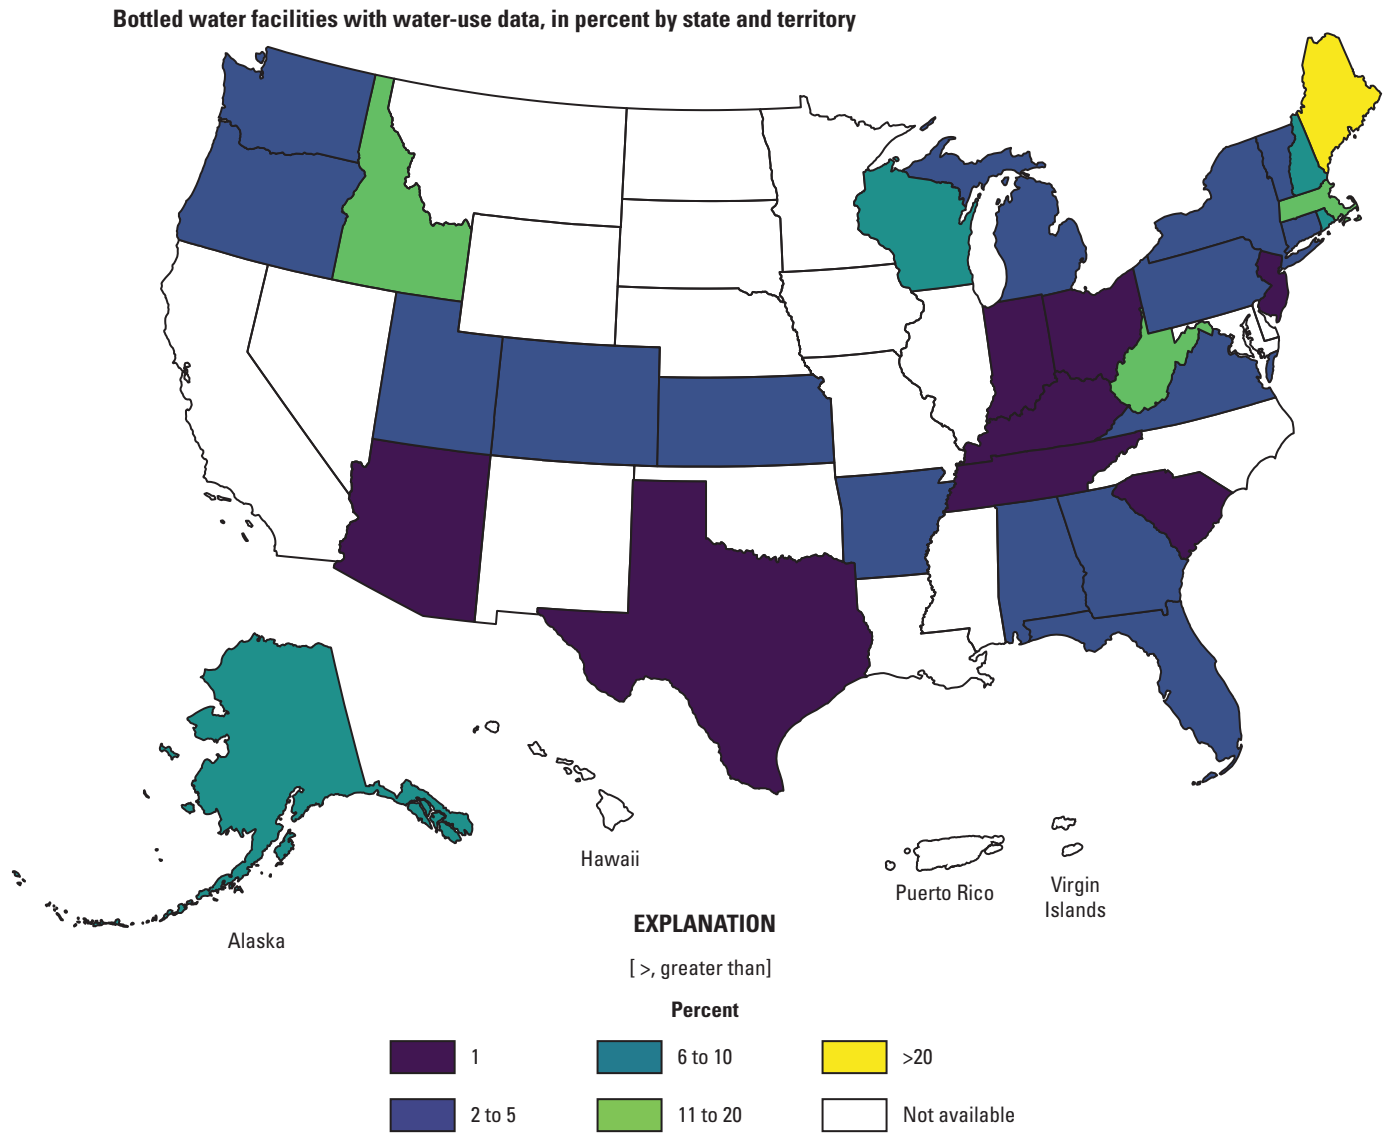 Bottled water facilities with water-use data, in percent by state and territory
Hawaii
Puerto Rico
Virgin
Islands
Alaska
EXPLANATION
[ >, greater than]
Percent
1
6 to 10
>20
2 to 5
11 to 20
Not available